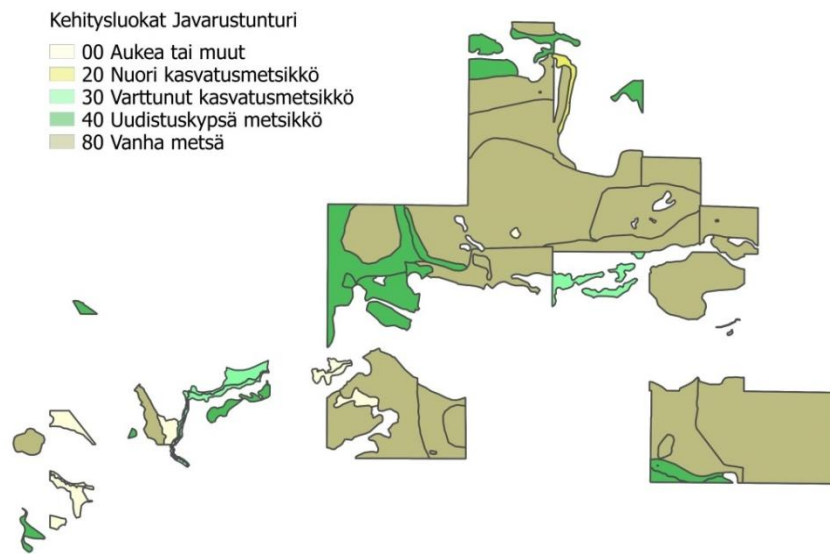 Kehitysluokat Javarustunturi
00 Aukea tai muut
20 Nuori kasvatusmetsikkö
30 Varttunut kasvatusmetsikkö
40 Uudistuskypsä metsikkö
80 Vanha metsä